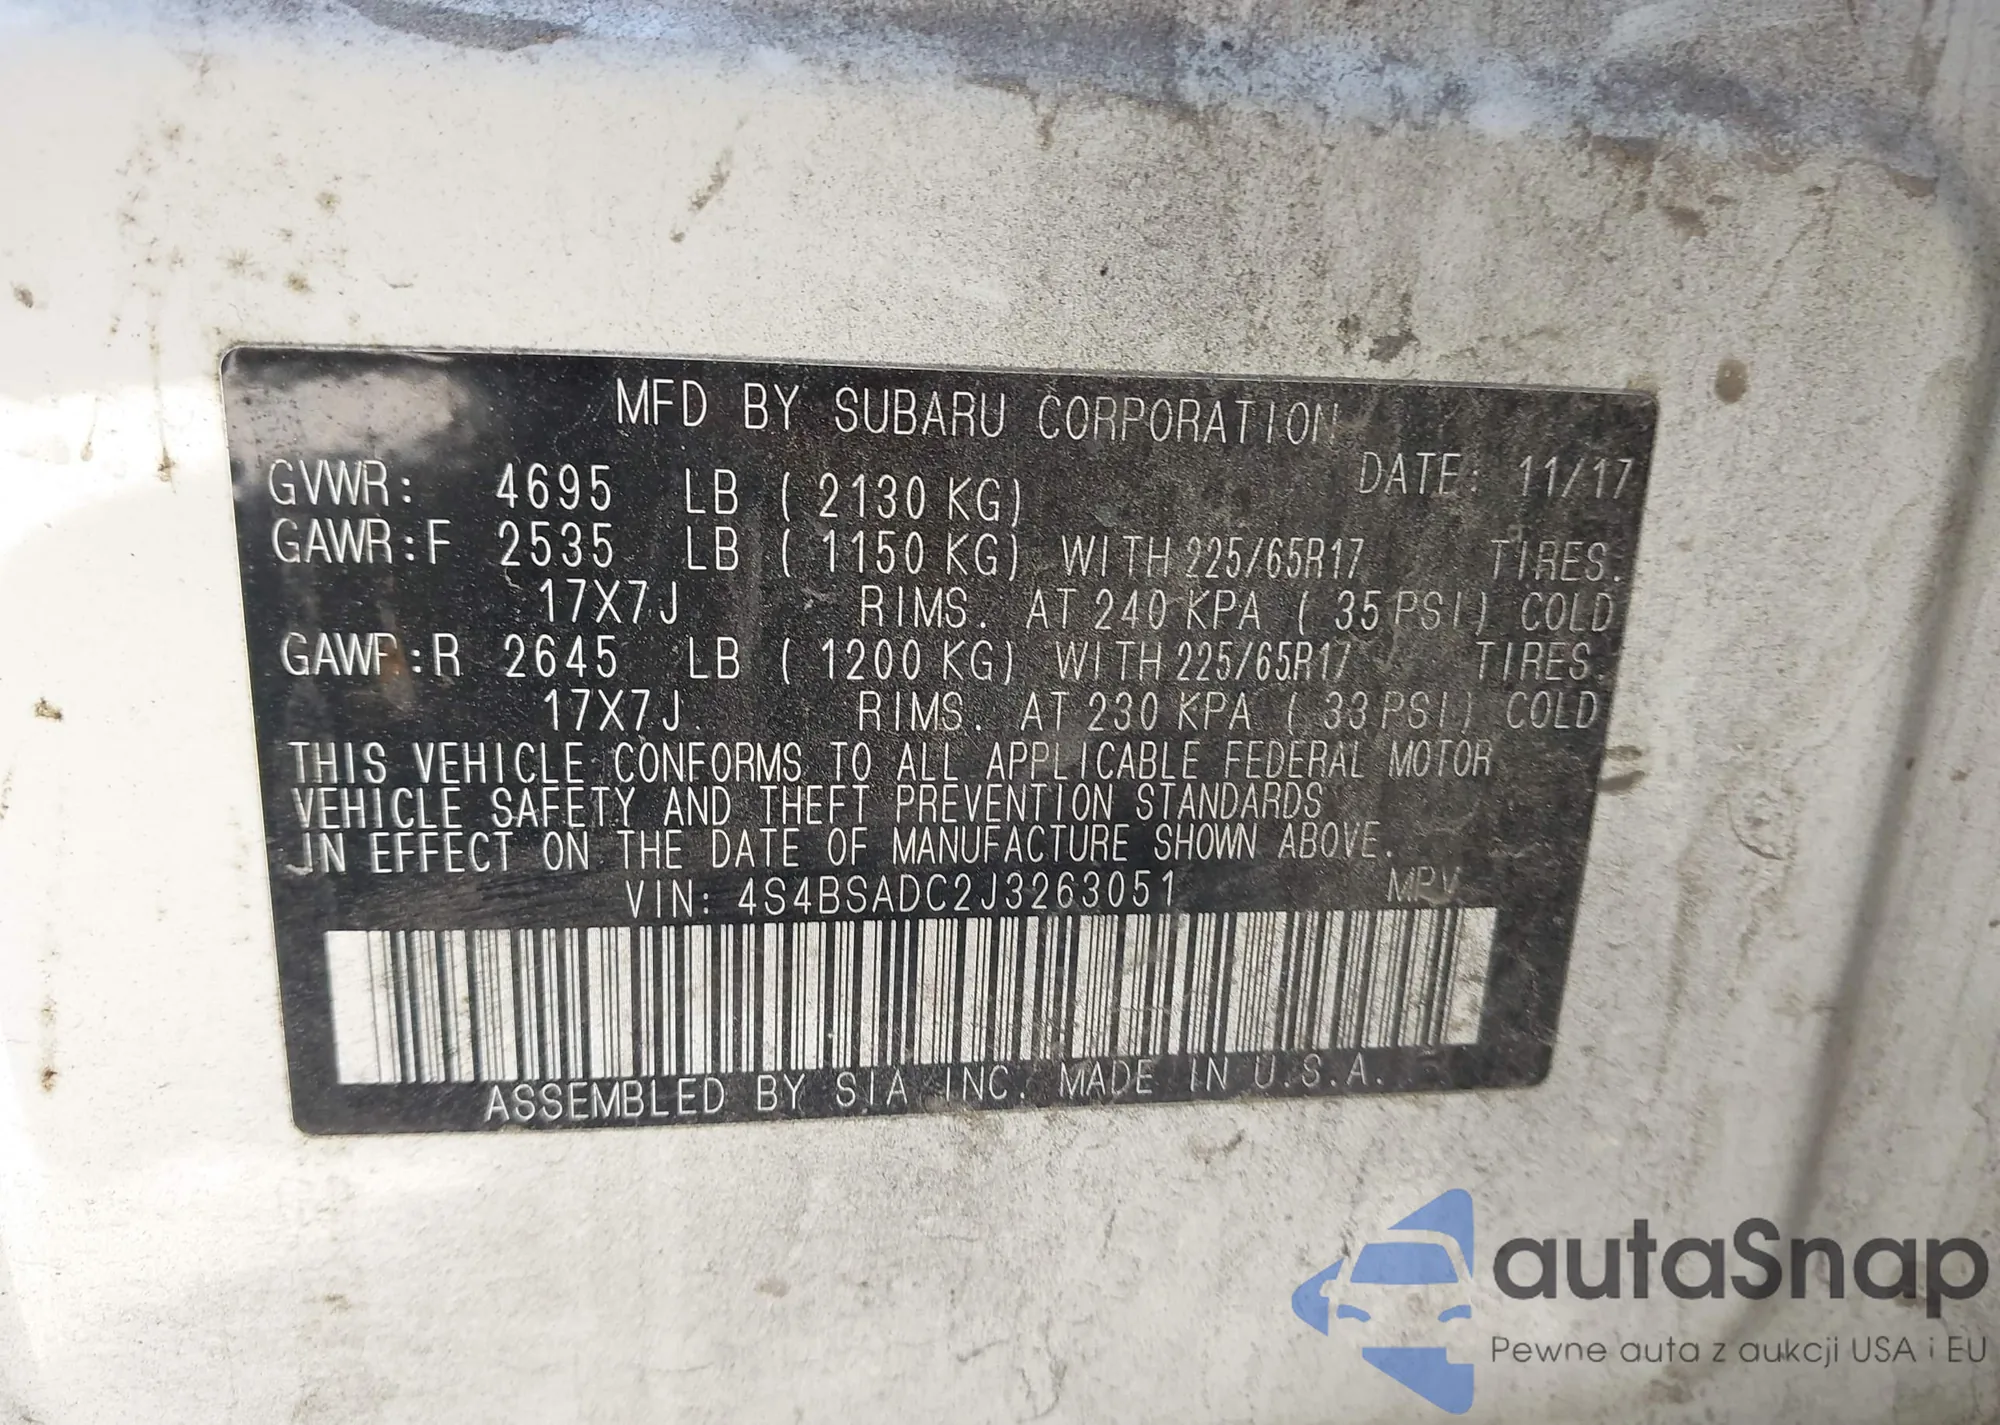 MFD BY SUBARU CORPORATION
GVWR: 4695 LB ( 2130 KG) DATE: 11/17
GAWR:F 2535 LB ( 1150 KG) WITH 225/65R17 TIRES.
17X7J RIMS. AT 240 KPA ( 35 PSI) COLD
GAWR:R 2645 LB ( 1200 KG) WITH 225/65R17 TIRES.
17X7J RIMS. AT 230 KPA ( 33 PSI) COLD
THIS VEHICLE CONFORMS TO ALL APPLICABLE FEDERAL MOTOR
VEHICLE SAFETY AND THEFT PREVENTION STANDARDS
IN EFFECT ON THE DATE OF MANUFACTURE SHOWN ABOVE.
VIN: 4S4BSADC2J3263051 MPV
ASSEMBLED BY SIA INC. MADE IN U.S.A.
autaSnap
Pewne auta z aukcji USA i EU